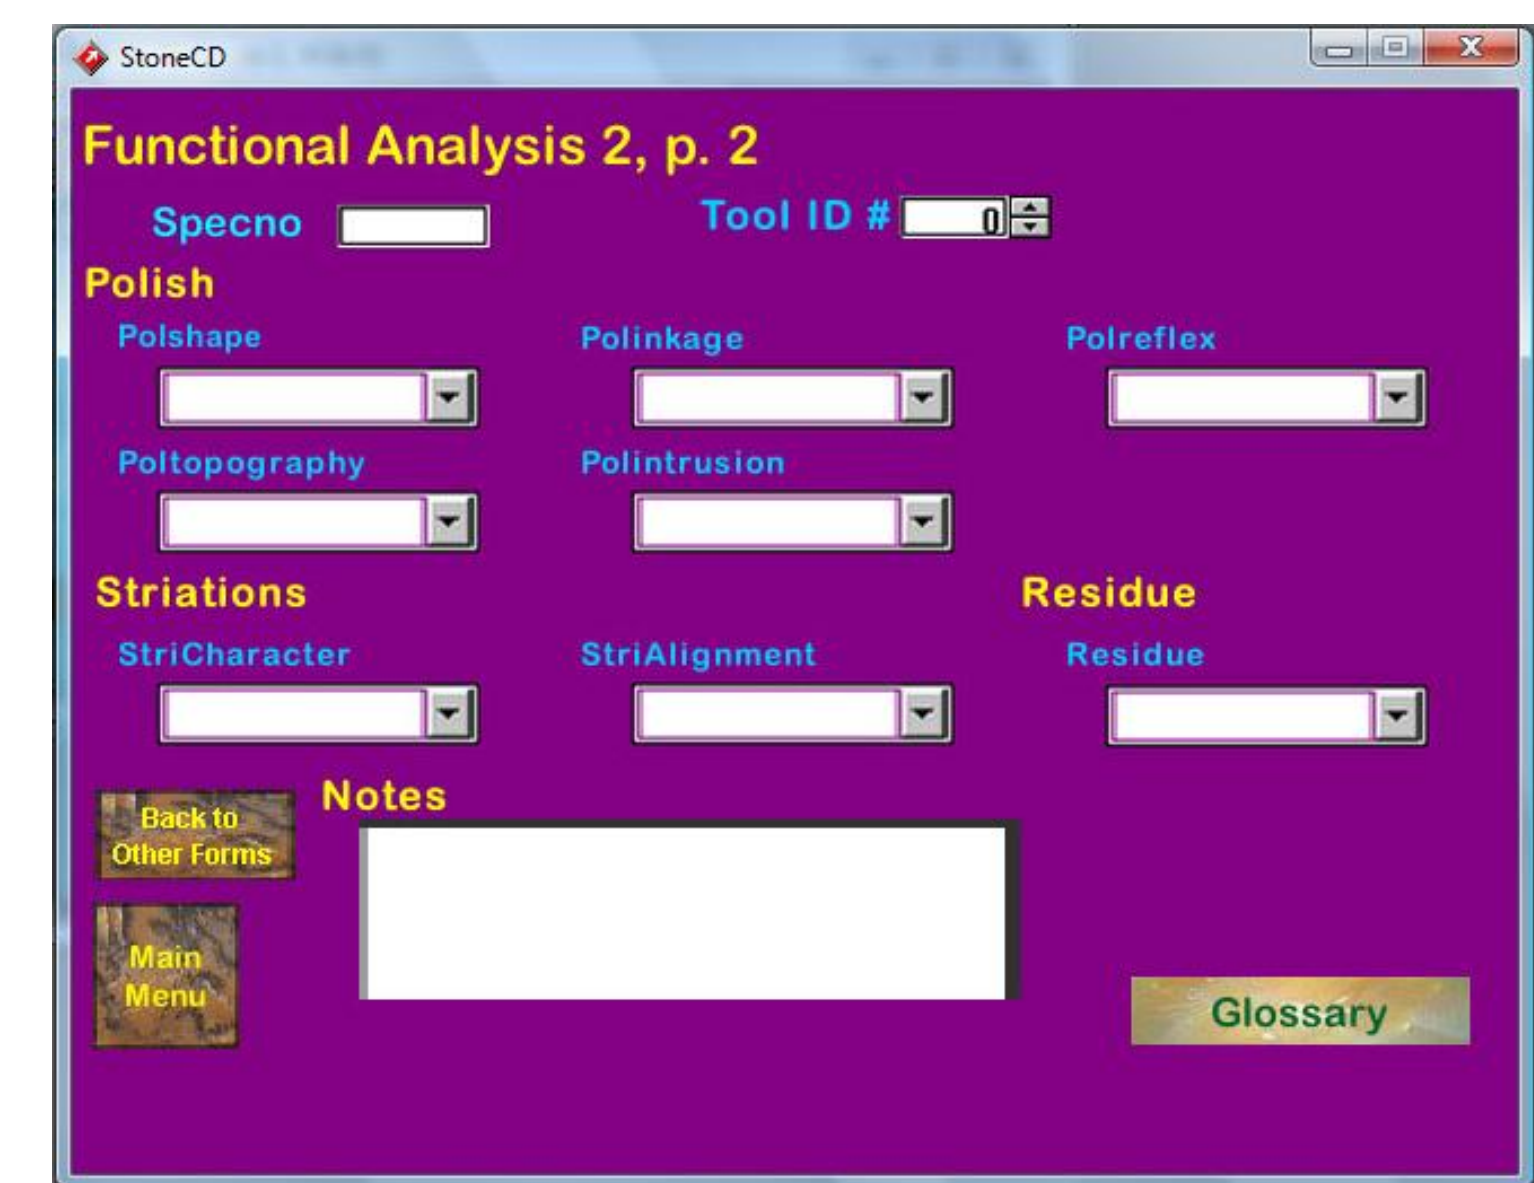 StoneCD
Functional Analysis 2, p. 2
Specno
Tool ID # 0
Polish
Polshape Polinkage Polreflex
Poltopography Polintrusion
Striations Residue
StriCharacter StriAlignment Residue
Notes
Back to
Other Forms
Main
Menu
Glossary